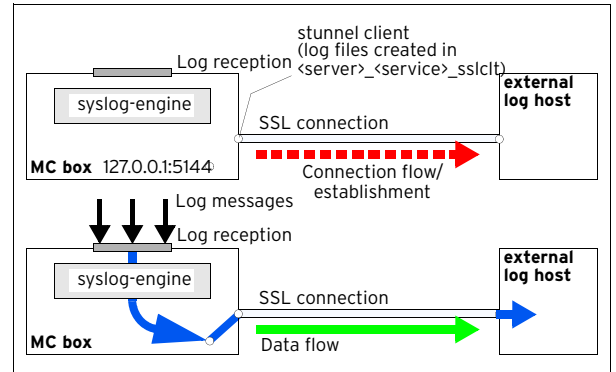 stunnel client
(log files created in
<server>_<service>_sslclt)
Log reception
external
log host
syslog-engine
SSL connection
MC box 127.0.0.1:5144
Connection flow/
establishment
Log messages
Log reception
external
log host
syslog-engine
SSL connection
MC box
Data flow